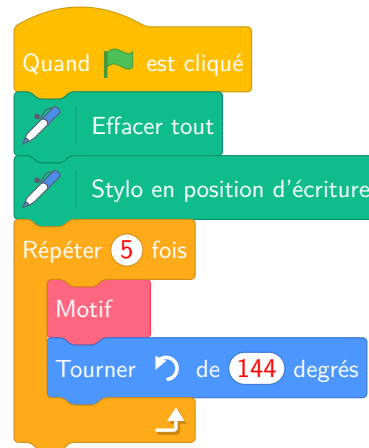 Quand est cliqué
Effacer tout
Stylo en position d'écriture
Répéter 5 fois
Motif
Tourner de 144 degrés